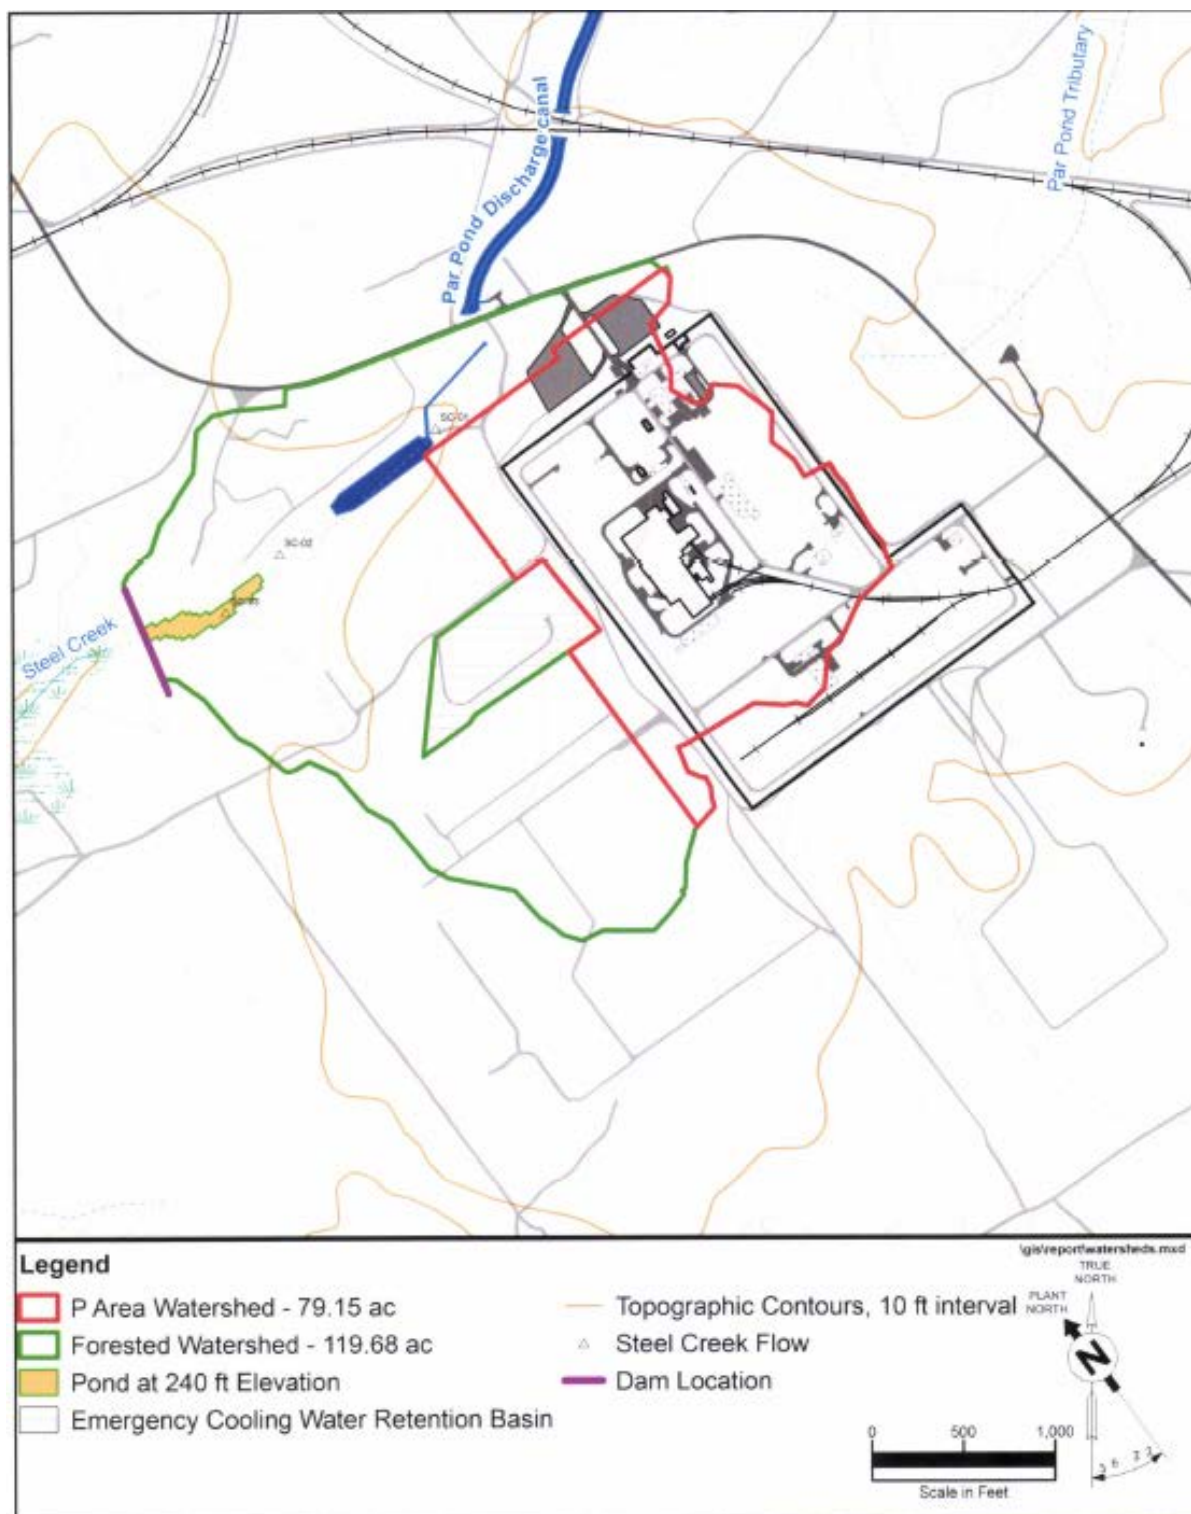 Par Pond Discharge canal
Par Pond Tributary
SC-01
SC-02
Steel Creek
Legend
P Area Watershed - 79.15 ac
Forested Watershed - 119.68 ac
Pond at 240 ft Elevation
Emergency Cooling Water Retention Basin
Topographic Contours, 10 ft interval
Steel Creek Flow
Dam Location
\gis\report\watersheds.mxd
TRUE
NORTH
PLANT
NORTH
N
0 500 1,000
Scale in Feet